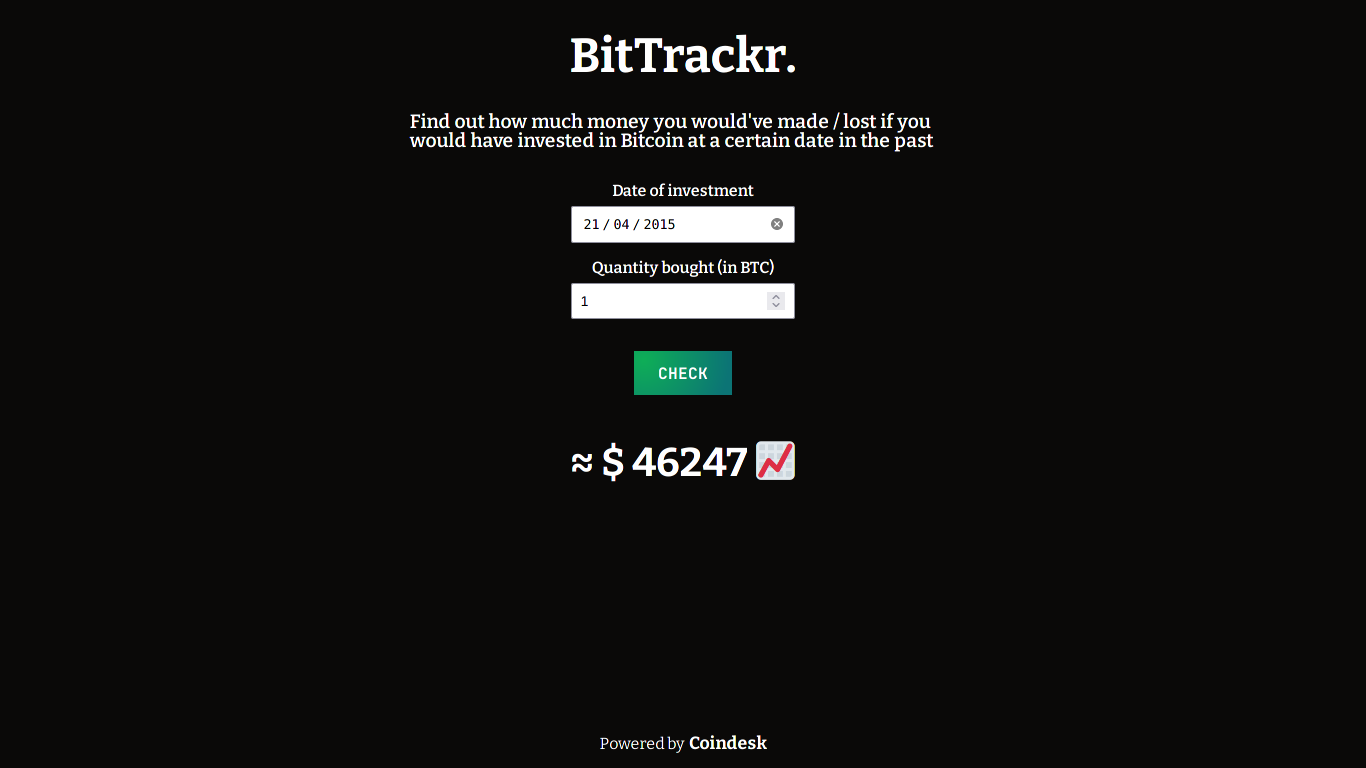 BitTrackr.
Find out how much money you would've made / lost if you
would have invested in Bitcoin at a certain date in the past
Date of investment
21 / 04 / 2015
Quantity bought (in BTC)
1
CHECK
≈ $ 46247
Powered by Coindesk